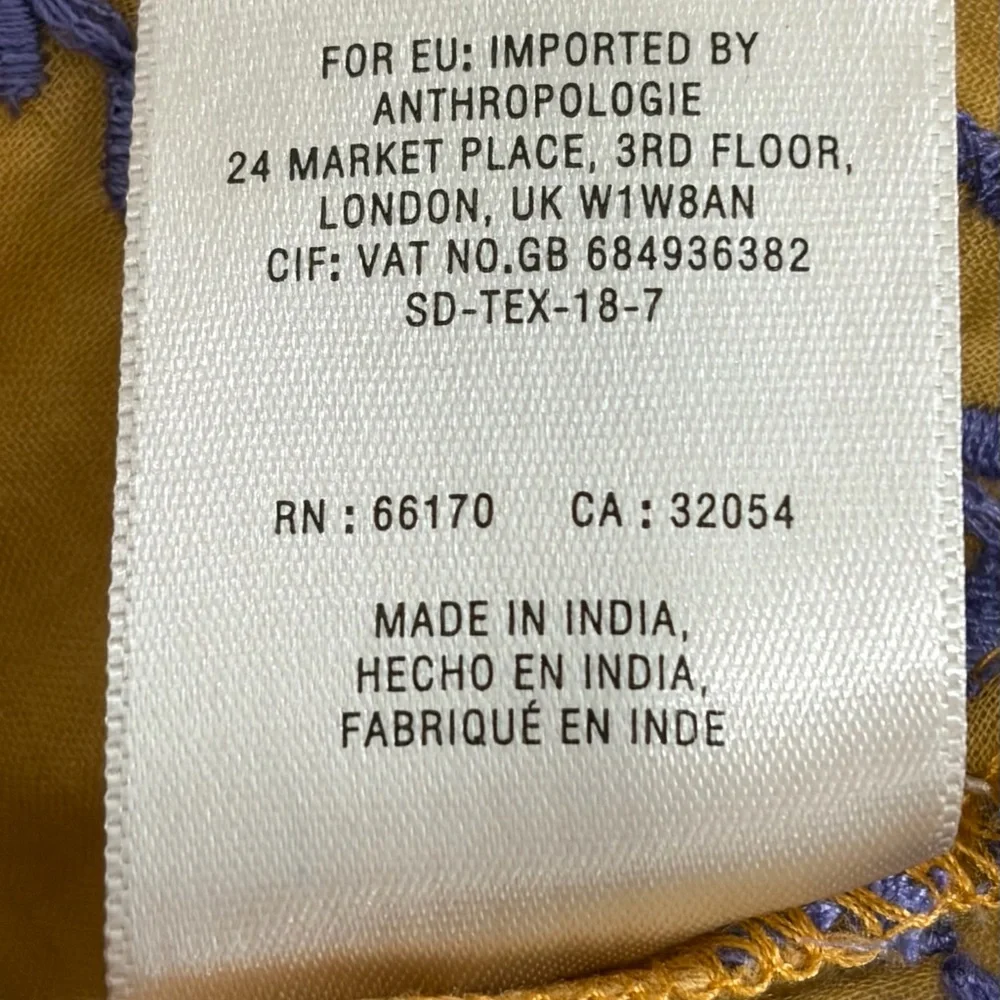 FOR EU: IMPORTED BY
ANTHROPOLOGIE
24 MARKET PLACE, 3RD FLOOR,
LONDON, UK W1W8AN
CIF: VAT NO.GB 684936382
SD-TEX-18-7
RN : 66170 CA : 32054
MADE IN INDIA,
HECHO EN INDIA,
FABRIQUÉ EN INDE